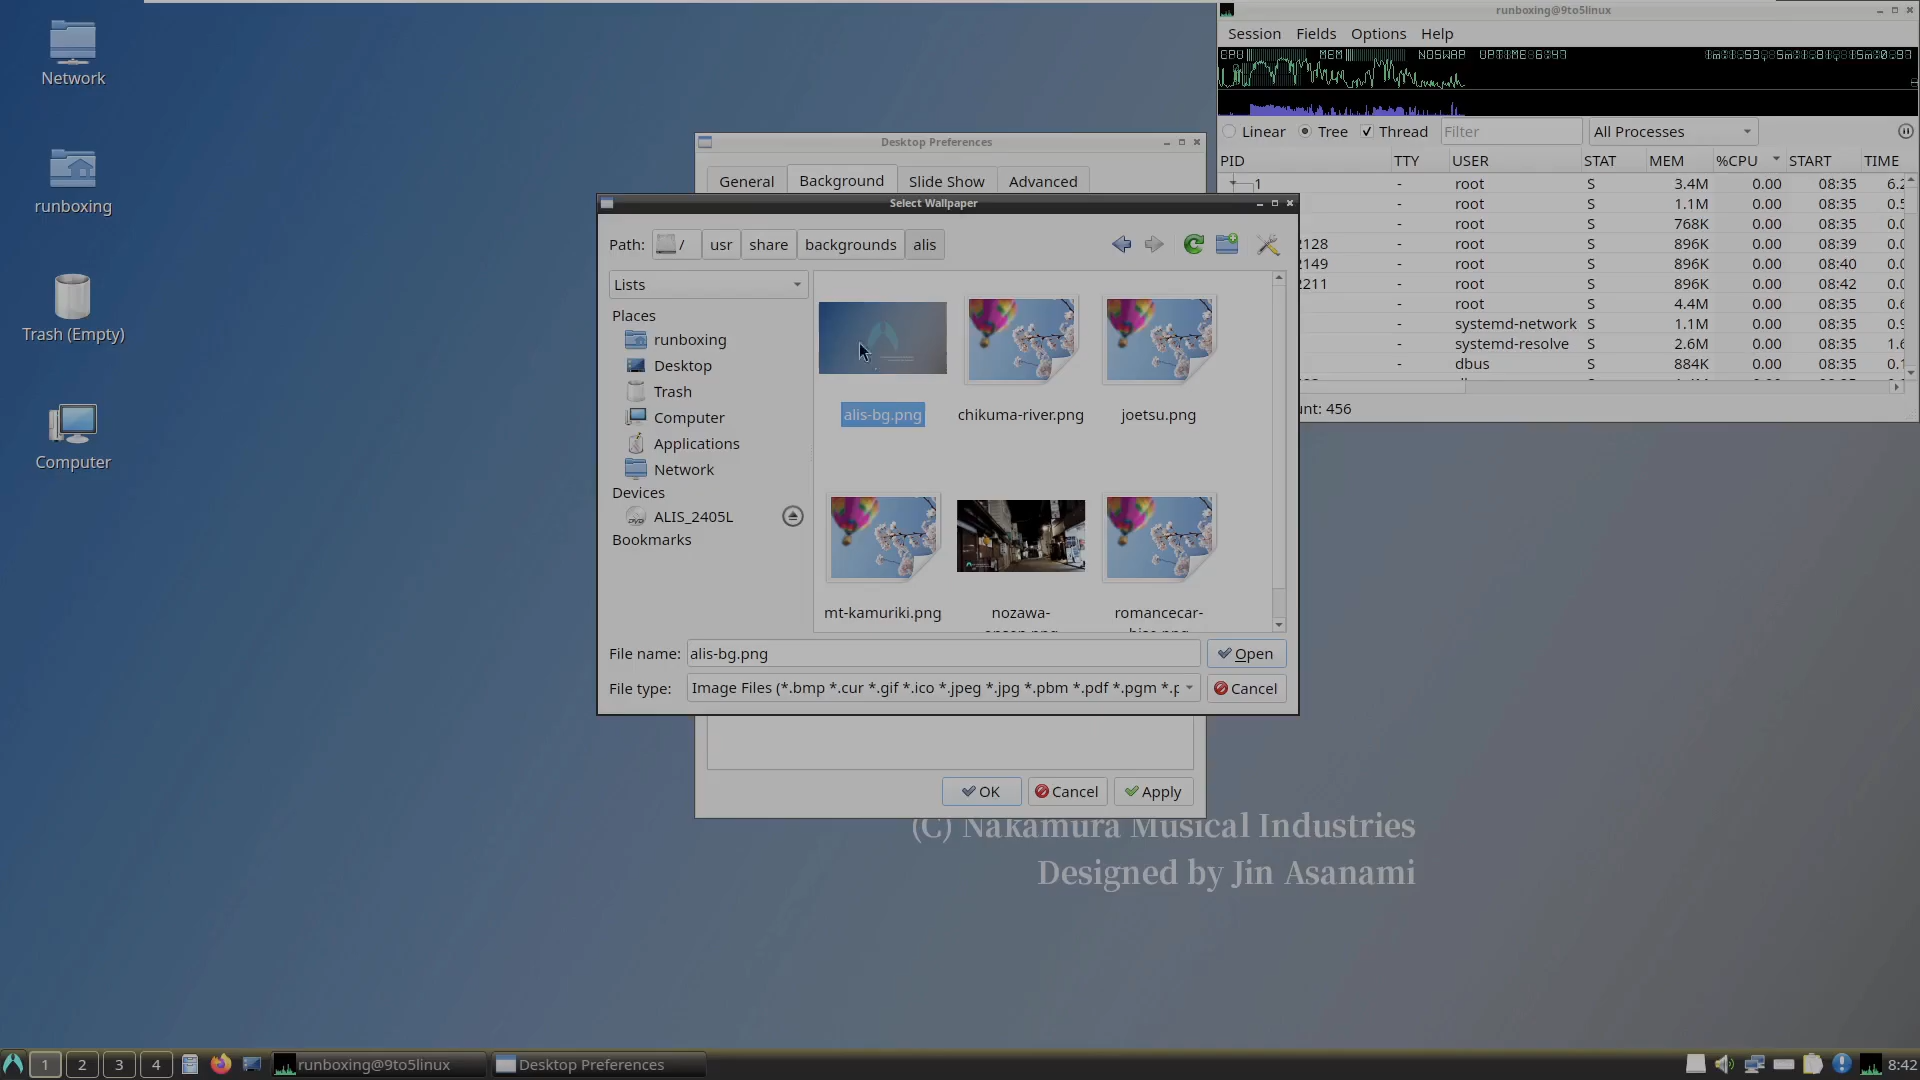 Network
runboxing
Trash (Empty)
Computer
runboxing@9to5linux
Session Fields Options Help
CPU MEM NOSWAP UPTIME
Linear Tree Thread Filter All Processes
PID TTY USER STAT MEM %CPU START TIME
1 - root S 3.4M 0.00 08:35
- root S 1.1M 0.00 08:35
- root S 768K 0.00 08:35
2128 - root S 896K 0.00 08:39
2149 - root S 896K 0.00 08:40
2211 - root S 896K 0.00 08:42
- root S 4.4M 0.00 08:35
- systemd-network S 1.1M 0.00 08:35
- systemd-resolve S 2.6M 0.00 08:35
- dbus S 884K 0.00 08:35
unt: 456
Desktop Preferences
General Background Slide Show Advanced
Select Wallpaper
Path: / usr share backgrounds alis
Lists
Places
runboxing
Desktop
Trash
Computer
Applications
Network
Devices
ALIS_2405L
Bookmarks
alis-bg.png chikuma-river.png joetsu.png
mt-kamuriki.png nozawa- romancecar-
File name: alis-bg.png Open
File type: Image Files (*.bmp *.cur *.gif *.ico *.jpeg *.jpg *.pbm *.pdf *.pgm *.p Cancel
OK Cancel Apply
(C) Nakamura Musical Industries
Designed by Jin Asanami
1 2 3 4 runboxing@9to5linux Desktop Preferences 8:42